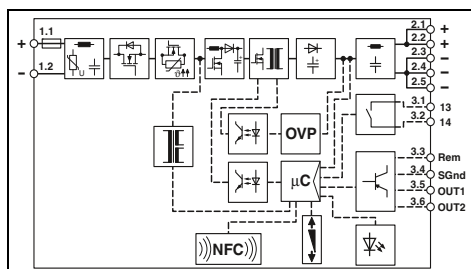 1.1
+
1.2
−
U
ϑ
2.1
+
2.2
+
2.3
−
2.4
−
2.5
−
OVP
3.1
13
3.2
14
µC
3.3
Rem
3.4
SGnd
3.5
OUT1
3.6
OUT2
NFC